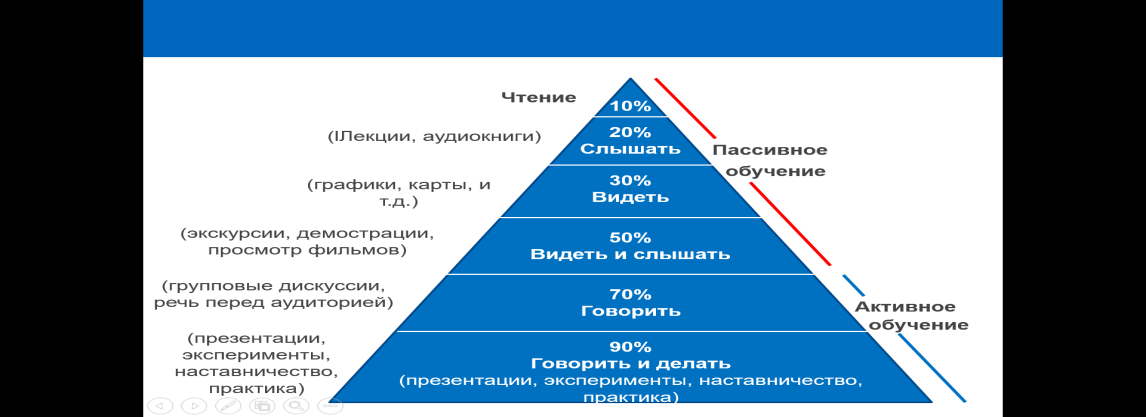 Чтение
10%
(IЛекции, аудиокниги)
20%
Слышать
Пассивное
обучение
(графики, карты, и
т.д.)
30%
Видеть
(экскурсии, демострации,
просмотр фильмов)
50%
Видеть и слышать
(групповые дискуссии,
речь перед аудиторией)
70%
Говорить
Активное
обучение
(презентации,
эксперименты,
наставничество,
практика)
90%
Говорить и делать
(презентации, эксперименты, наставничество,
практика)